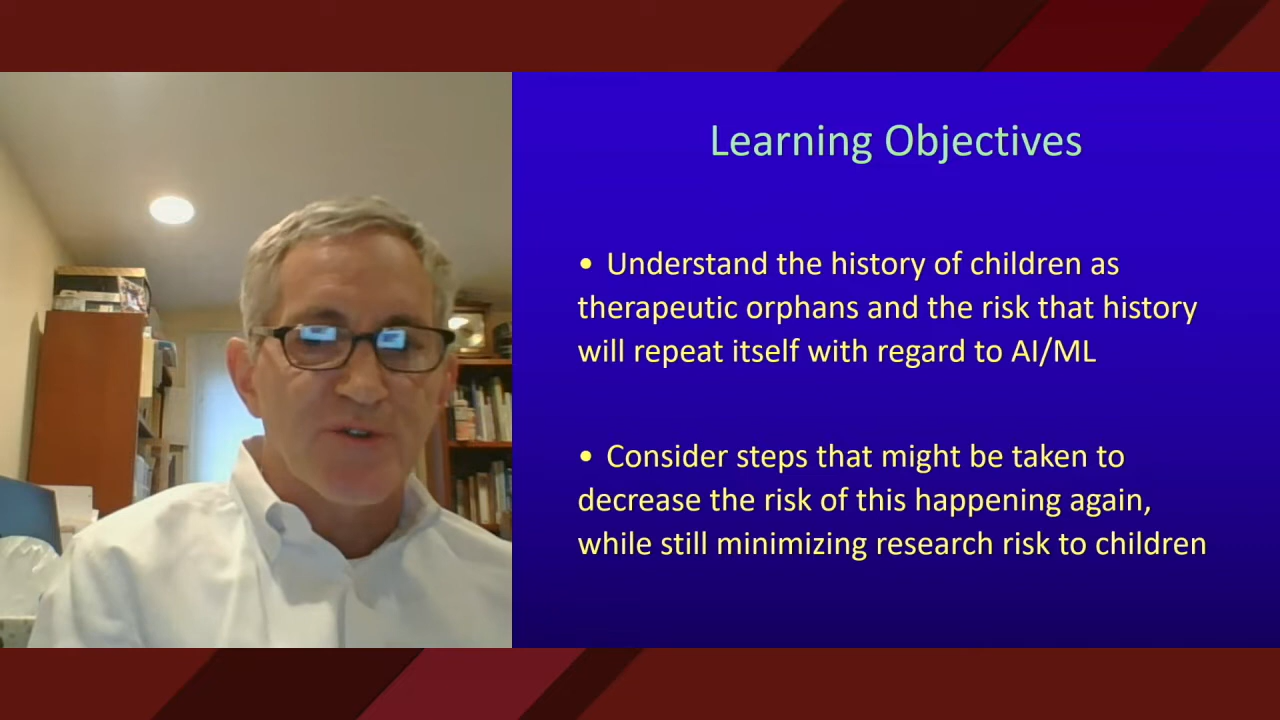 Learning Objectives
• Understand the history of children as
therapeutic orphans and the risk that history
will repeat itself with regard to AI/ML
• Consider steps that might be taken to
decrease the risk of this happening again,
while still minimizing research risk to children